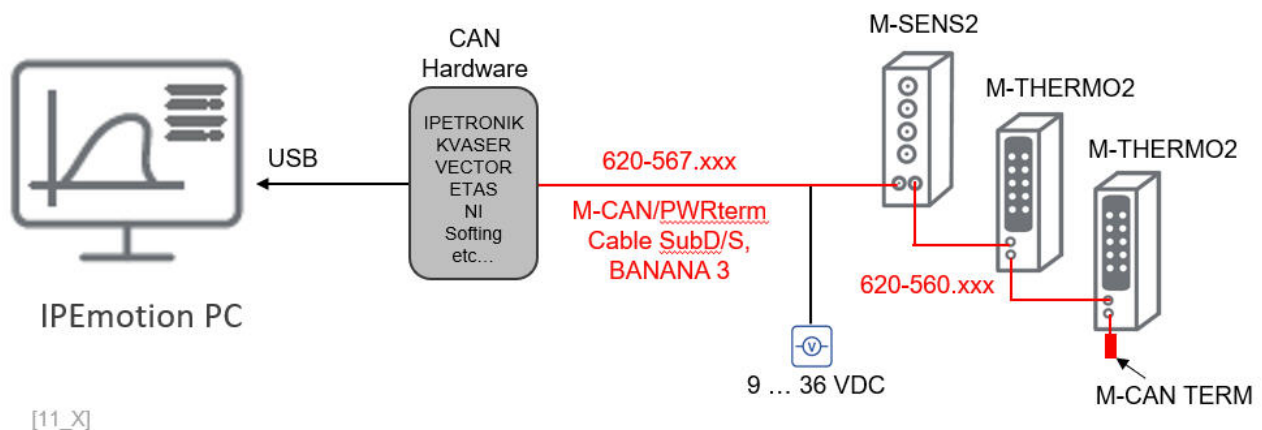 CAN
Hardware
IPETRONIK
KVASER
VECTOR
ETAS
NI
Softing
etc...
USB
IPEmotion PC
620-567.xxx
M-CAN/PWRterm
Cable SubD/S,
BANANA 3
V
9 ... 36 VDC
M-SENS2
M-THERMO2
M-THERMO2
620-560.xxx
M-CAN TERM
[11_X]